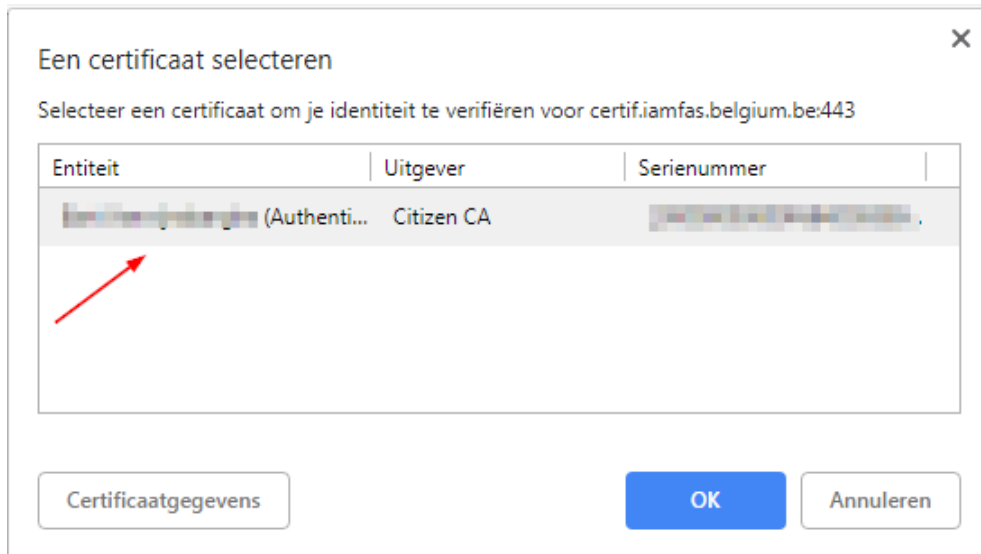 Een certificaat selecteren
Selecteer een certificaat om je identiteit te verifiëren voor certif.iamfas.belgium.be:443
Entiteit Uitgever Serienummer
(Authenti... Citizen CA
Certificaatgegevens OK Annuleren